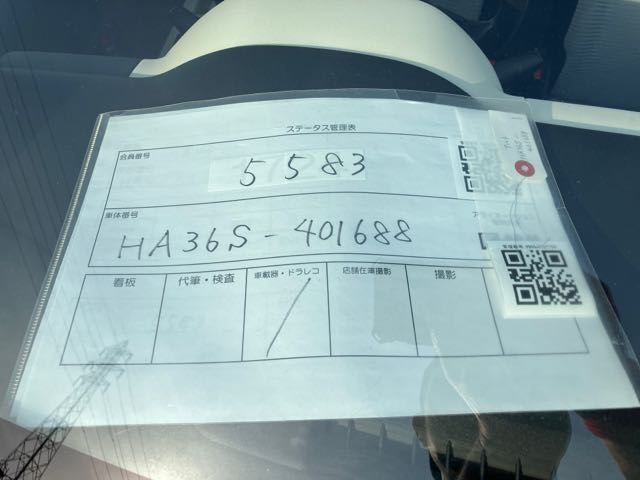 ステータス管理表
会員番号
5583
車体番号
HA36S-401688
看板
代筆・検査
車載器・ドラレコ
店舗在庫撮影
撮影